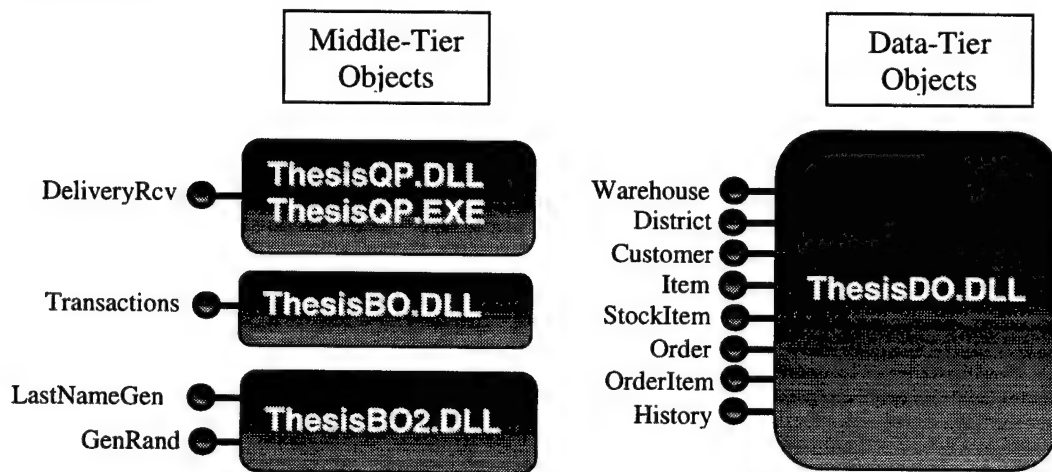 Middle-Tier
Objects
DeliveryRcv
ThesisQP.DLL
ThesisQP.EXE
Transactions
ThesisBO.DLL
LastNameGen
GenRand
ThesisBO2.DLL
Data-Tier
Objects
Warehouse
District
Customer
Item
StockItem
Order
OrderItem
History
ThesisDO.DLL